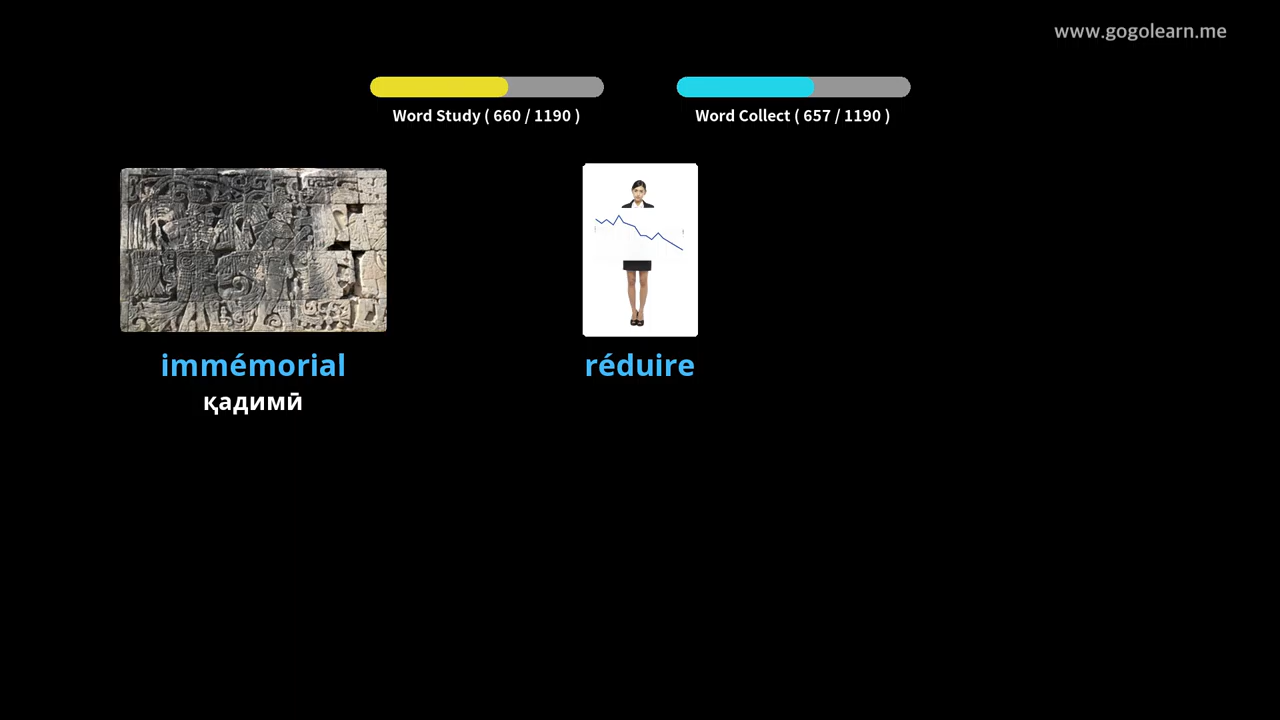 www.gogolearn.me
Word Study ( 660 / 1190 )
Word Collect ( 657 / 1190 )
immémorial
қадимӣ
réduire